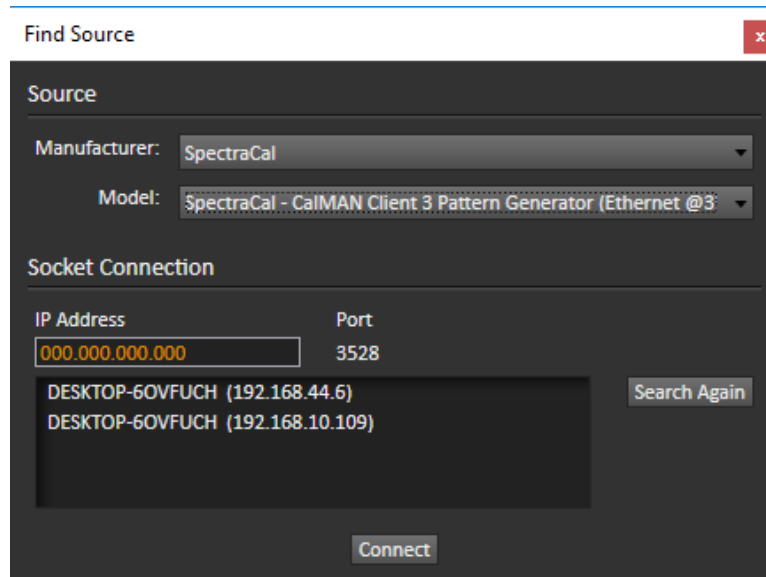 Find Source
x
Source
Manufacturer: SpectraCal
Model: SpectraCal - CalMAN Client 3 Pattern Generator (Ethernet @3
Socket Connection
IP Address Port
000.000.000.000 3528
DESKTOP-6OVFUCH (192.168.44.6)
Search Again
DESKTOP-6OVFUCH (192.168.10.109)
Connect